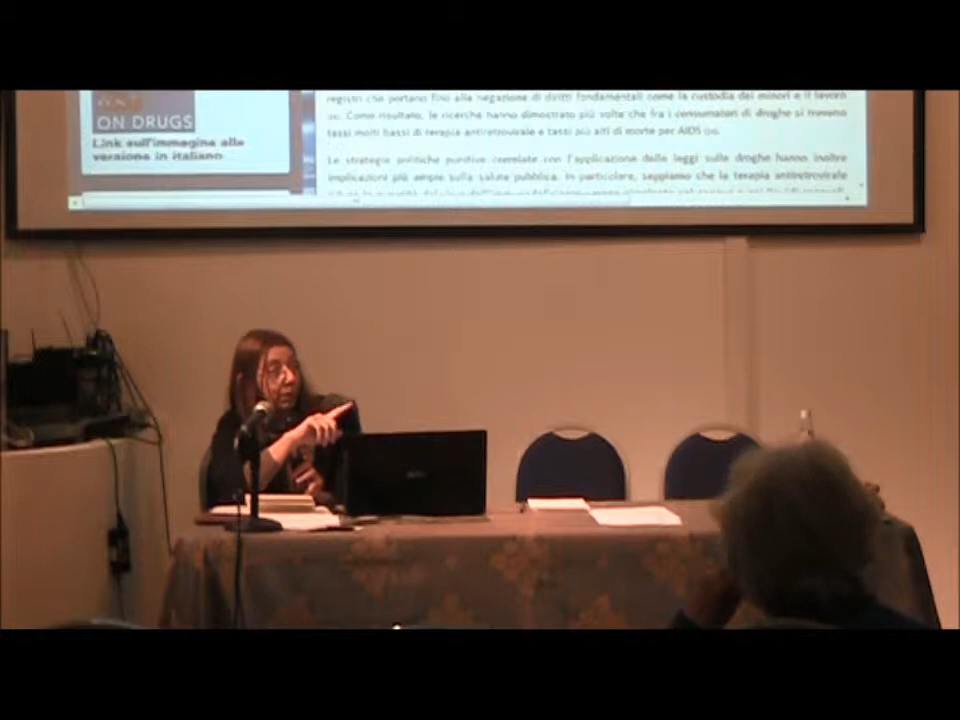 ON DRUGS
Link sull'immagine alla
versione in italiano
registri che portano fino alla negazione di diritti fondamentali come la custodia dei minori e il lavoro
Come risultato, le ricerche hanno dimostrato più volte che fra i consumatori di droghe si trovano
tassi molti bassi di terapia antiretrovirale e tassi più alti di morte per AIDS
Le strategie politiche punitive correlate con l'applicazione delle leggi sulle droghe hanno inoltre
implicazioni più ampie sulla salute pubblica. In particolare, sappiamo che la terapia antiretrovirale